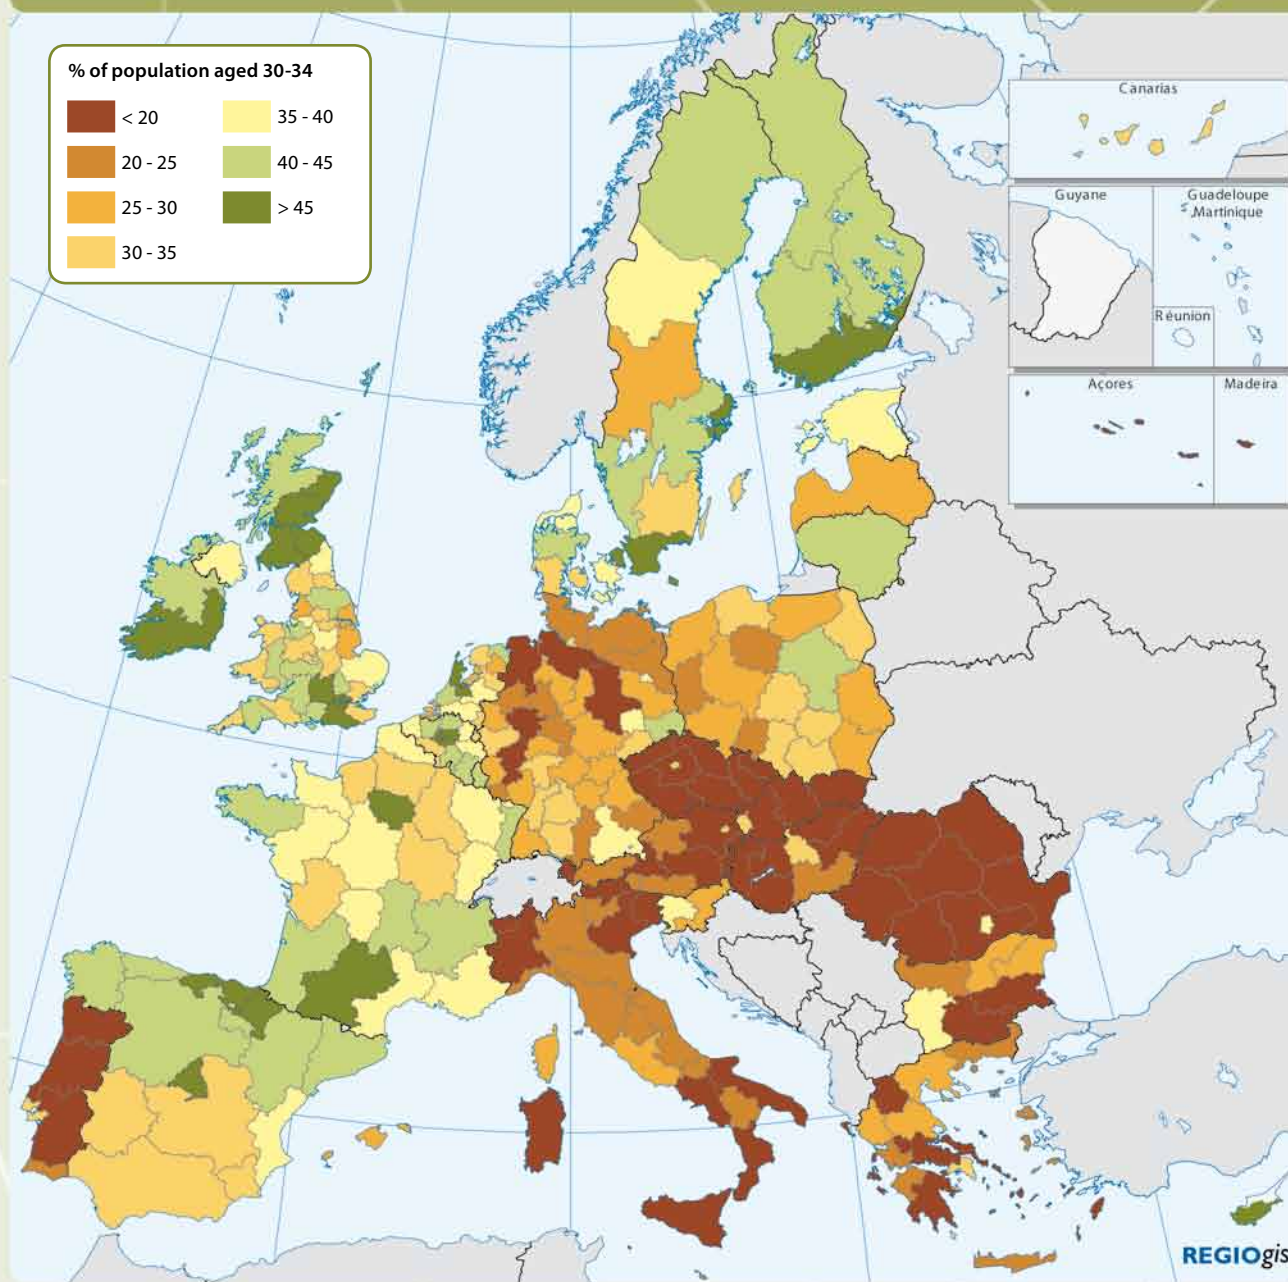 % of population aged 30-34
< 20
20 - 25
25 - 30
30 - 35
35 - 40
40 - 45
> 45
Canarias
Guyane
Guadeloupe
Martinique
Réunion
Açores
Madeira
REGIOgis